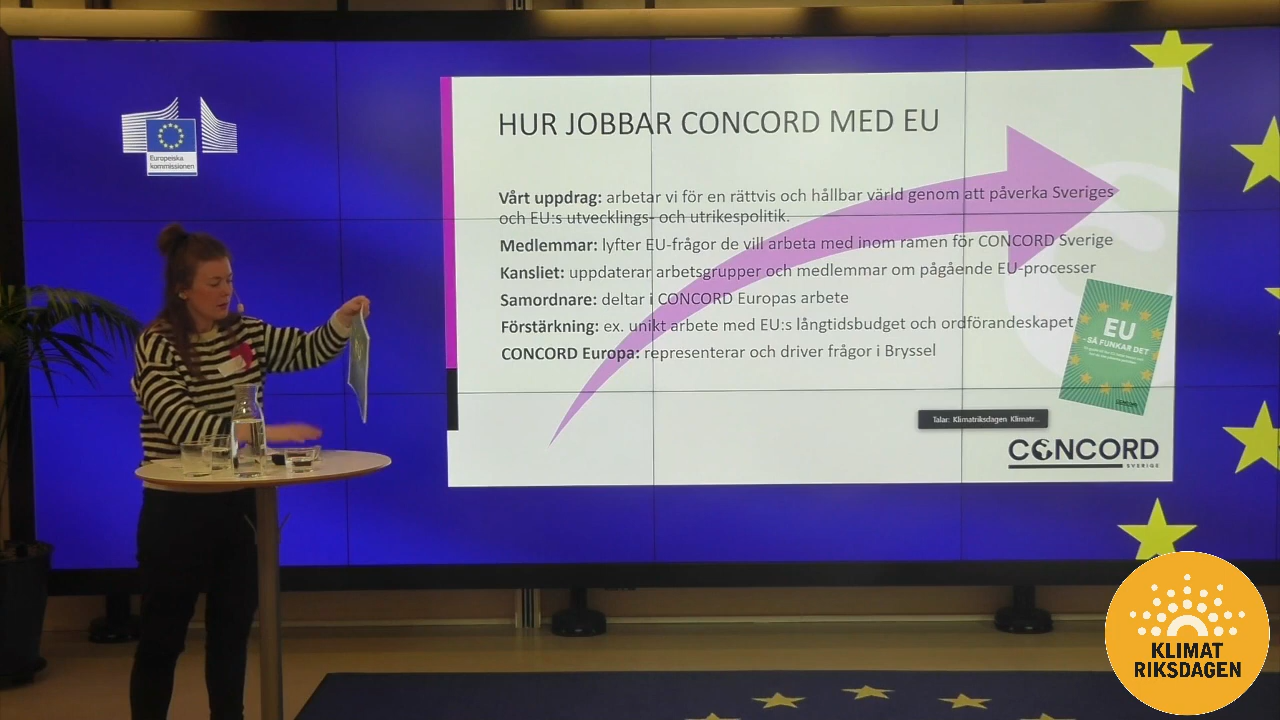 Europeiska
kommissionen
HUR JOBBAR CONCORD MED EU
Vårt uppdrag: arbetar vi för en rättvis och hållbar värld genom att påverka Sveriges
och EU:s utvecklings- och utrikespolitik.
Medlemmar: lyfter EU-frågor de vill arbeta med inom ramen för CONCORD Sverige
Kansliet: uppdaterar arbetsgrupper och medlemmar om pågående EU-processer
Samordnare: deltar i CONCORD Europas arbete
Förstärkning: ex. unikt arbete med EU:s långtidsbudget och ordförandeskapet
CONCORD Europa: representerar och driver frågor i Bryssel
EU
- SÅ FUNKAR DET
Talar: Klimatriksdagen Klimatr...
CONCORD
SVERIGE
KLIMAT
RIKSDAGEN